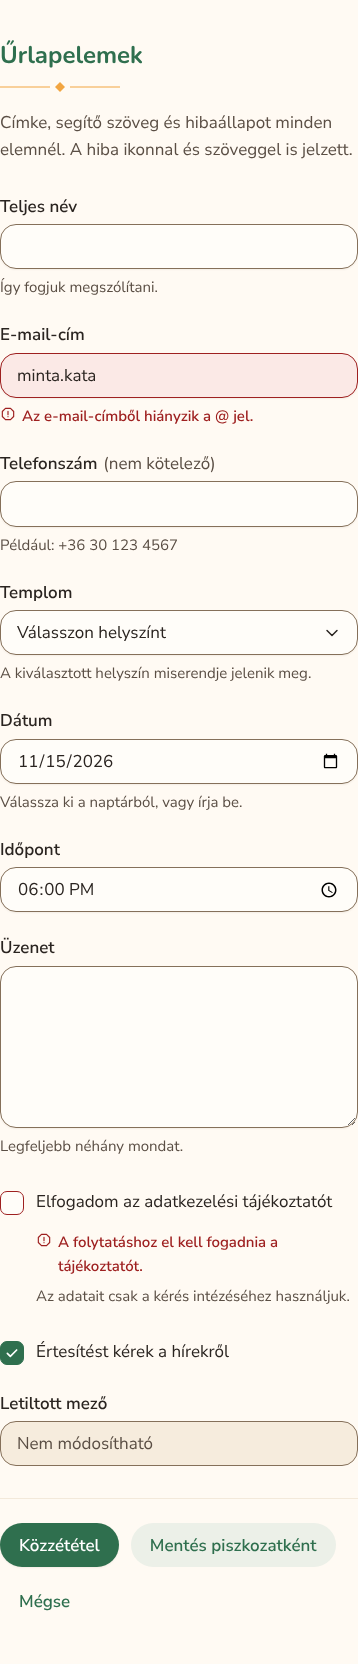 Űrlapelemek
Címke, segítő szöveg és hibaállapot minden
elemnél. A hiba ikonnal és szöveggel is jelzett.
Teljes név
Így fogjuk megszólítani.
E-mail-cím
minta.kata
Az e-mail-címből hiányzik a @ jel.
Telefonszám (nem kötelező)
Például: +36 30 123 4567
Templom
Válasszon helyszínt
A kiválasztott helyszín miserendje jelenik meg.
Dátum
11/15/2026
Válassza ki a naptárból, vagy írja be.
Időpont
06:00 PM
Üzenet
Legfeljebb néhány mondat.
Elfogadom az adatkezelési tájékoztatót
A folytatáshoz el kell fogadnia a
tájékoztatót.
Az adatait csak a kérés intézéséhez használjuk.
Értesítést kérek a hírekről
Letiltott mező
Nem módosítható
Közzététel
Mentés piszkozatként
Mégse